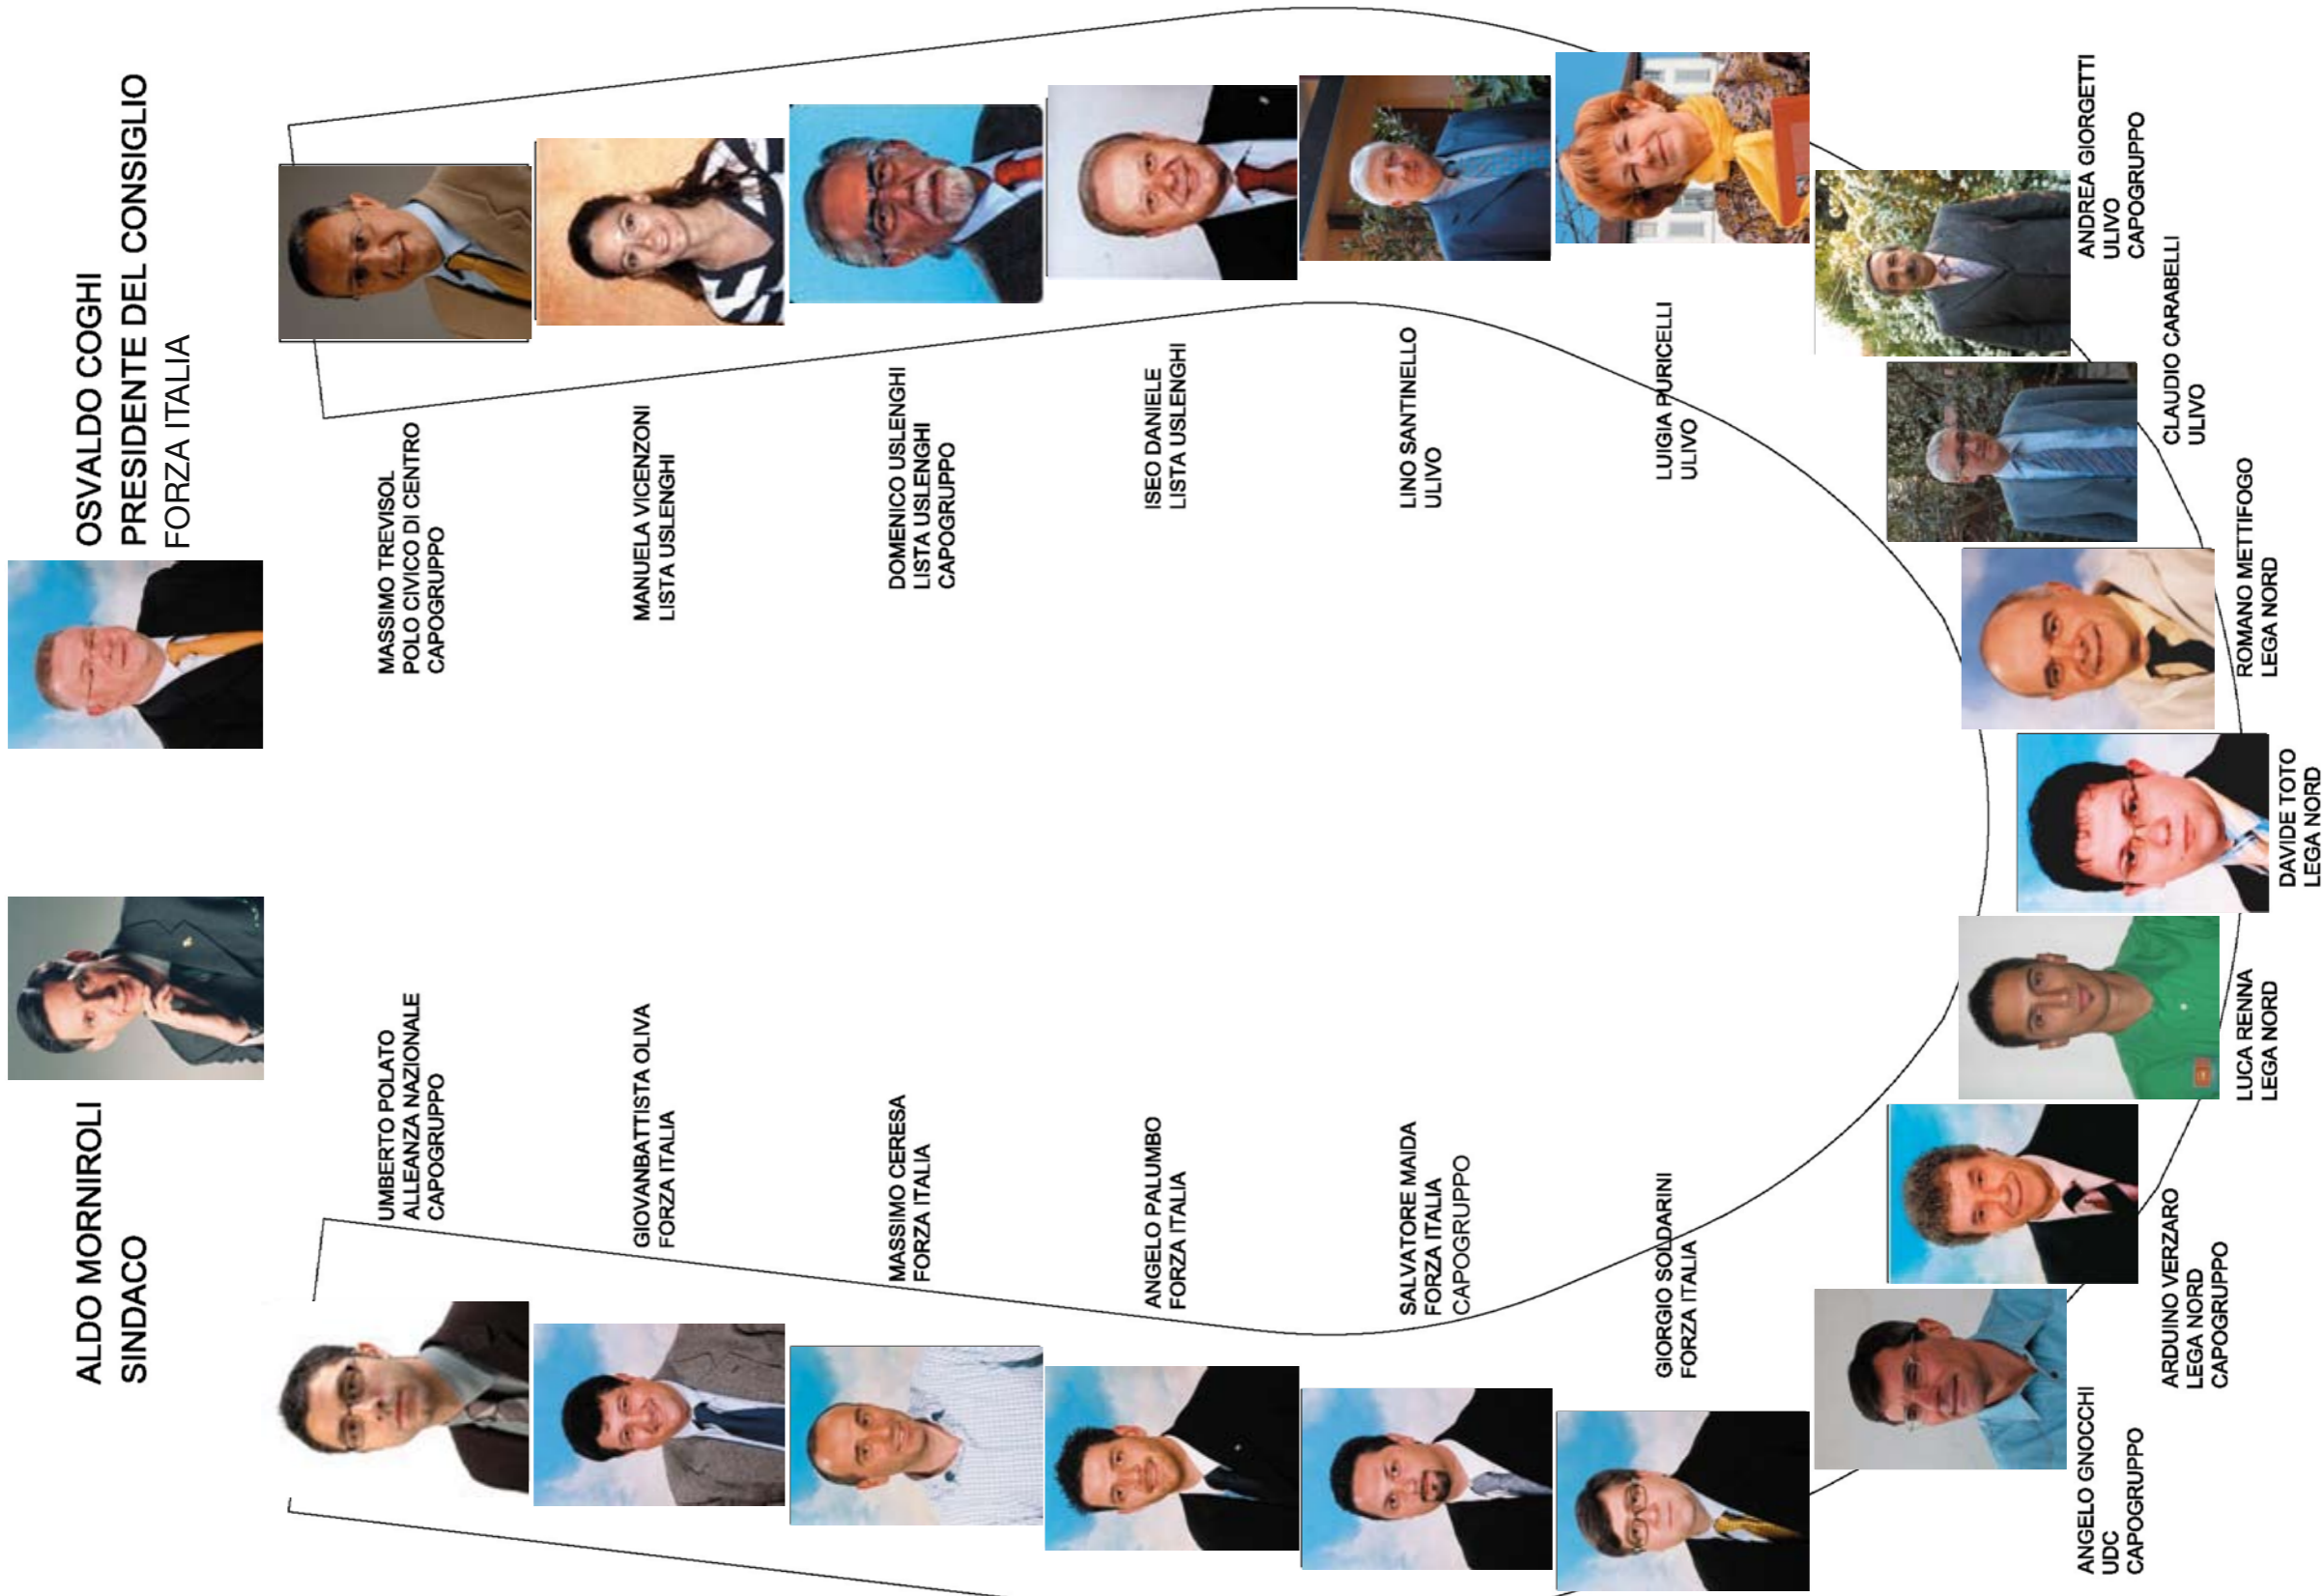 OSVALDO COGHI
PRESIDENTE DEL CONSIGLIO
FORZA ITALIA
ALDO MORNIROLI
SINDACO
MASSIMO TREVISOL
POLO CIVICO DI CENTRO
CAPOGRUPPO
UMBERTO POLATO
ALLEANZA NAZIONALE
CAPOGRUPPO
MANUELA VICENZONI
LISTA USLENGHI
GIOVANBATTISTA OLIVA
FORZA ITALIA
DOMENICO USLENGHI
LISTA USLENGHI
CAPOGRUPPO
MASSIMO CERESA
FORZA ITALIA
ISEO DANIELE
LISTA USLENGHI
ANGELO PALUMBO
FORZA ITALIA
LINO SANTINELLO
ULIVO
SALVATORE MAIDA
FORZA ITALIA
CAPOGRUPPO
LUIGIA PURICELLI
ULIVO
GIORGIO SOLDARINI
FORZA ITALIA
ANDREA GIORGETTI
ULIVO
CAPOGRUPPO
ANGELO GNOCCHI
UDC
CAPOGRUPPO
CLAUDIO CARABELLI
ULIVO
ARDUINO VERZARO
LEGA NORD
CAPOGRUPPO
ROMANO METTIFOGO
LEGA NORD
LUCA RENNA
LEGA NORD
DAVIDE TOTO
LEGA NORD